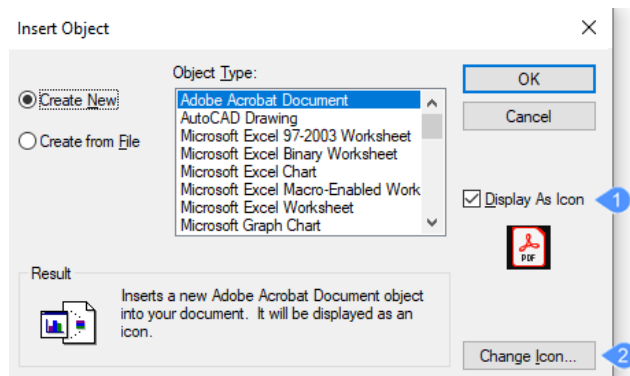 Insert Object
Object Type:
Create New
Create from File
Adobe Acrobat Document
AutoCAD Drawing
Microsoft Excel 97-2003 Worksheet
Microsoft Excel Binary Worksheet
Microsoft Excel Chart
Microsoft Excel Macro-Enabled Work
Microsoft Excel Worksheet
Microsoft Graph Chart
OK
Cancel
Display As Icon
1
PDF
Result
Inserts a new Adobe Acrobat Document object
into your document. It will be displayed as an
icon.
Change Icon...
2